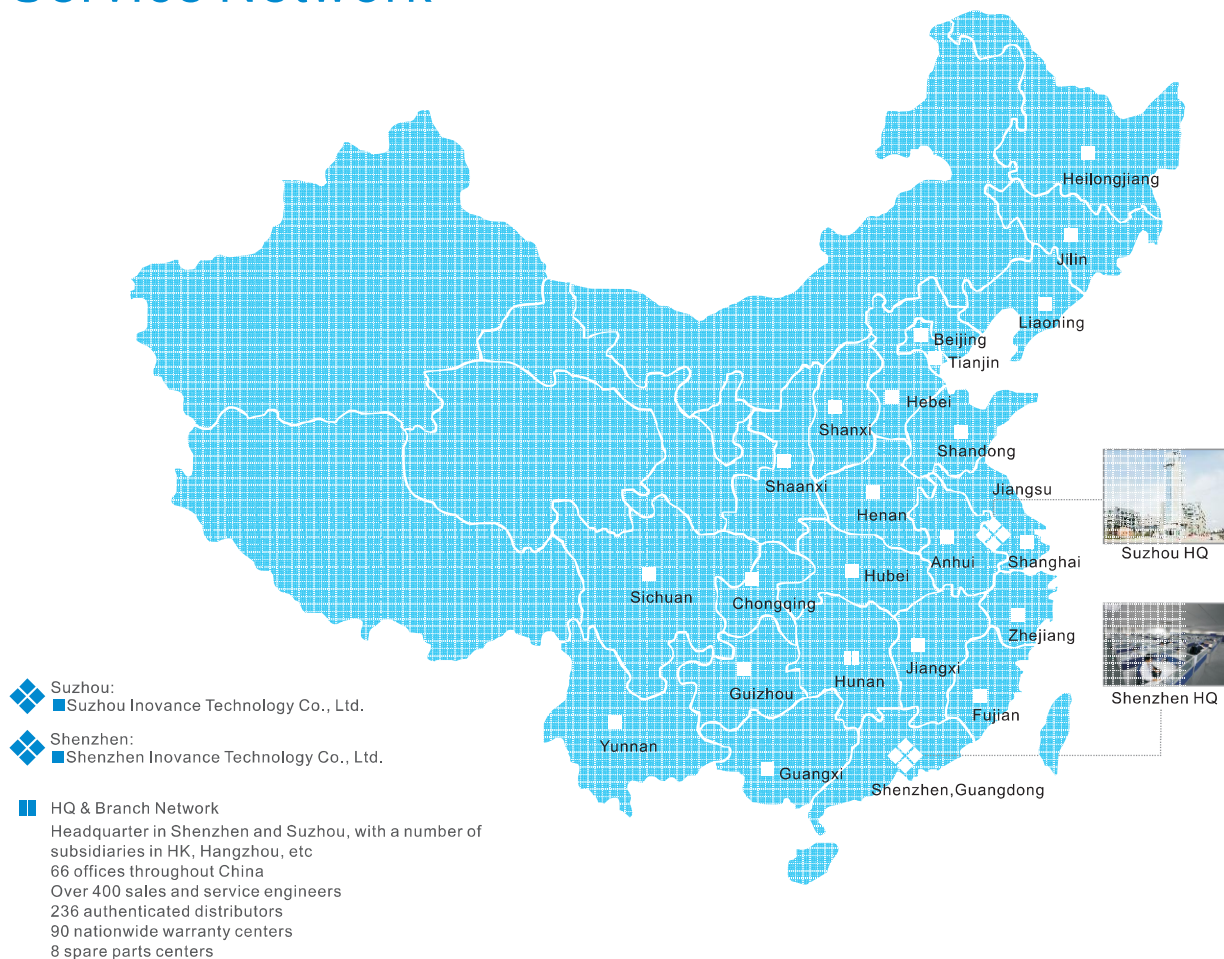 Service Network
Heilongjiang
Jilin
Liaoning
Beijing
Tianjin
Hebei
Shanxi
Shandong
Shaanxi
Jiangsu
Henan
Suzhou HQ
Anhui
Shanghai
Hubei
Sichuan
Chongqing
Zhejiang
Jiangxi
Hunan
Guizhou
Shenzhen HQ
Fujian
Yunnan
Guangxi
Shenzhen,Guangdong
Suzhou:
Suzhou Inovance Technology Co., Ltd.
Shenzhen:
Shenzhen Inovance Technology Co., Ltd.
HQ & Branch Network
Headquarter in Shenzhen and Suzhou, with a number of
subsidiaries in HK, Hangzhou, etc
66 offices throughout China
Over 400 sales and service engineers
236 authenticated distributors
90 nationwide warranty centers
8 spare parts centers